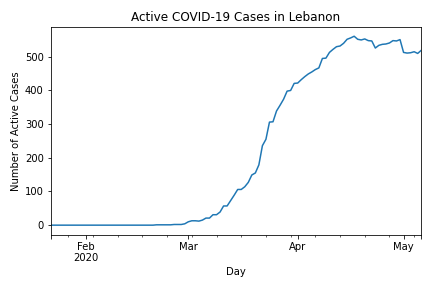 Active COVID-19 Cases in Lebanon
Number of Active Cases
500
400
300
200
100
0
Feb
2020
Mar
Apr
May
Day